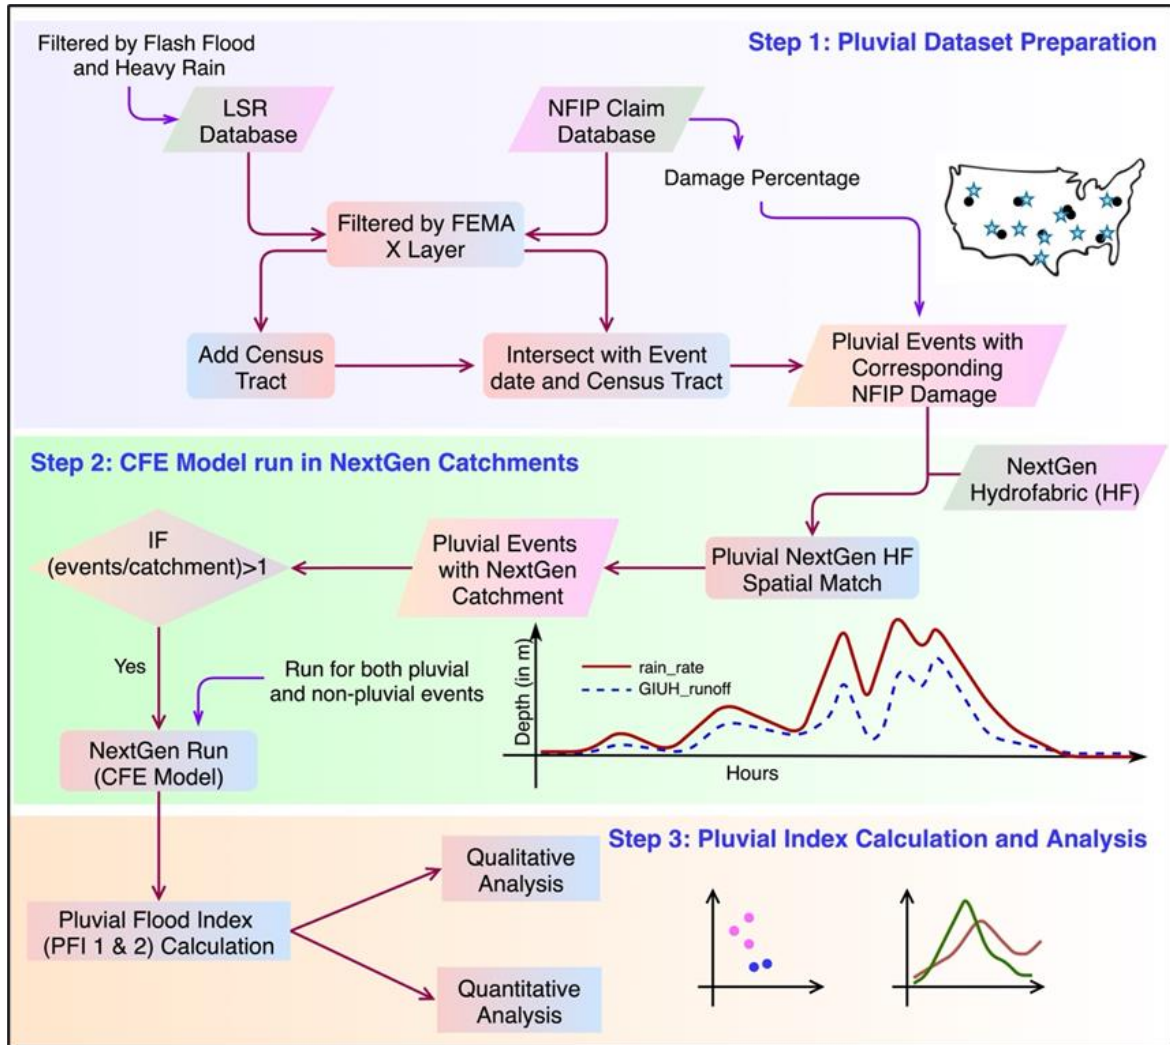 Step 1: Pluvial Dataset Preparation
Filtered by Flash Flood
and Heavy Rain
LSR
Database
NFIP Claim
Database
Damage Percentage
Filtered by FEMA
X Layer
Add Census
Tract
Intersect with Event
date and Census Tract
Pluvial Events with
Corresponding
NFIP Damage
Step 2: CFE Model run in NextGen Catchments
NextGen
Hydrofabric (HF)
IF
(events/catchment)>1
Pluvial Events
with NextGen
Catchment
Pluvial NextGen HF
Spatial Match
Yes
Run for both pluvial
and non-pluvial events
NextGen Run
(CFE Model)
Depth (in m)
rain_rate
GIUH_runoff
Hours
Step 3: Pluvial Index Calculation and Analysis
Qualitative
Analysis
Pluvial Flood Index
(PFI 1 & 2) Calculation
Quantitative
Analysis